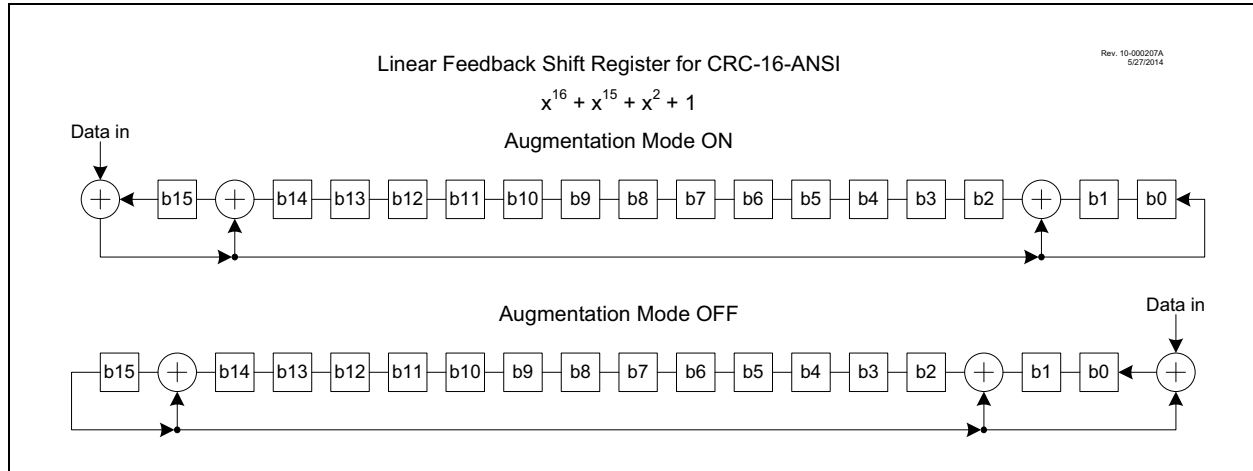 Rev. 10-000207A
5/27/2014
Linear Feedback Shift Register for CRC-16-ANSI
x^16 + x^15 + x^2 + 1
Augmentation Mode ON
Data in
b15 b14 b13 b12 b11 b10 b9 b8 b7 b6 b5 b4 b3 b2 b1 b0
Augmentation Mode OFF
Data in
b15 b14 b13 b12 b11 b10 b9 b8 b7 b6 b5 b4 b3 b2 b1 b0